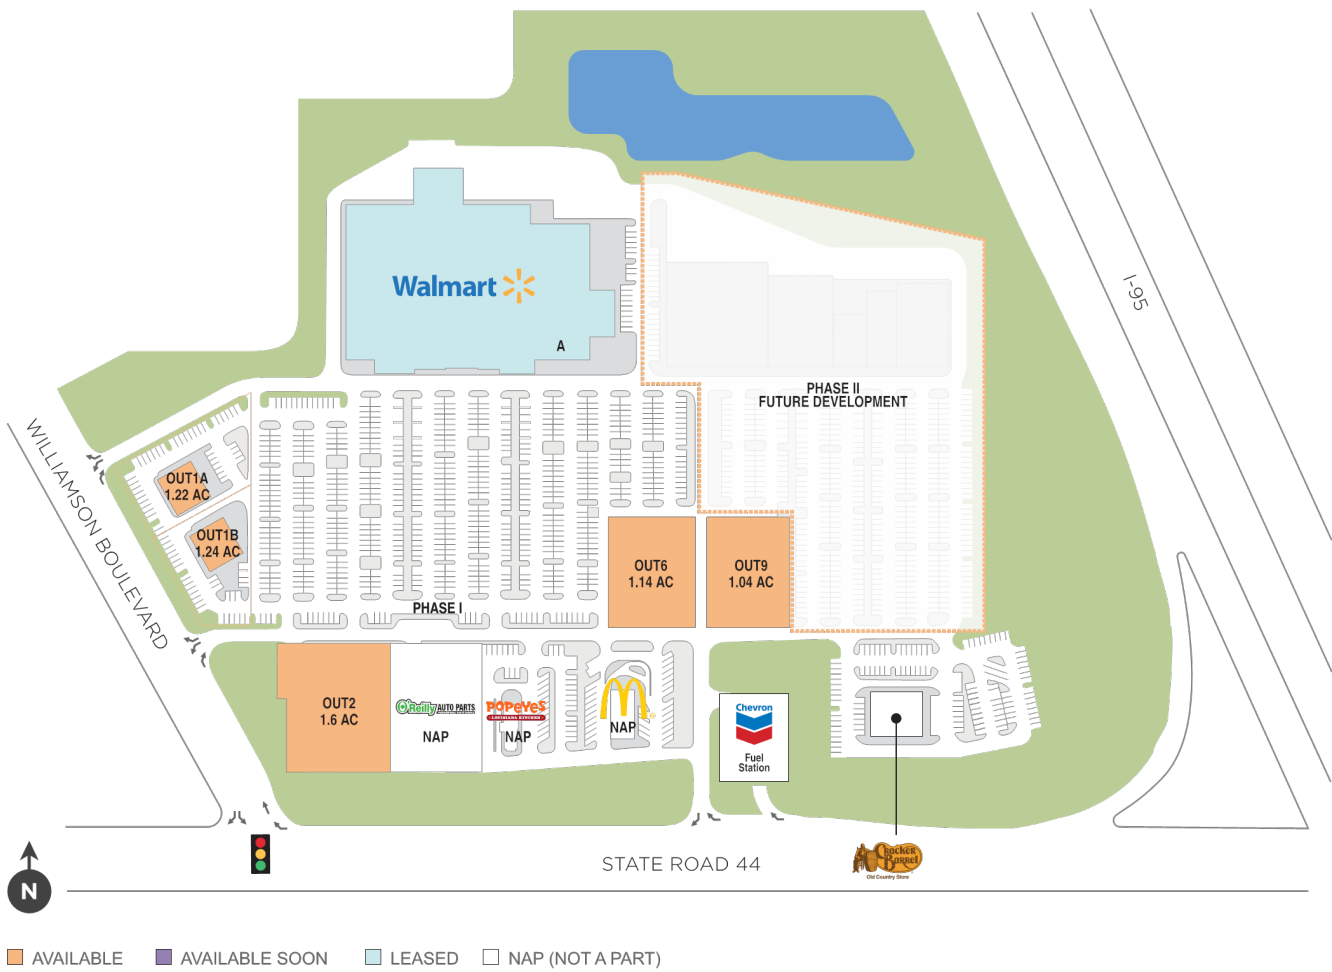 I-95
Walmart
A
PHASE II
FUTURE DEVELOPMENT
WILLIAMSON BOULEVARD
OUT1A
1.22 AC
OUT1B
1.24 AC
OUT6
1.14 AC
OUT9
1.04 AC
PHASE I
OUT2
1.6 AC
O'Reilly AUTO PARTS
NAP
POPEYES
LOUISIANA KITCHEN
NAP
NAP
Chevron
Fuel
Station
Cracker
Barrel
Old Country Store
STATE ROAD 44
N
AVAILABLE
AVAILABLE SOON
LEASED
NAP (NOT A PART)